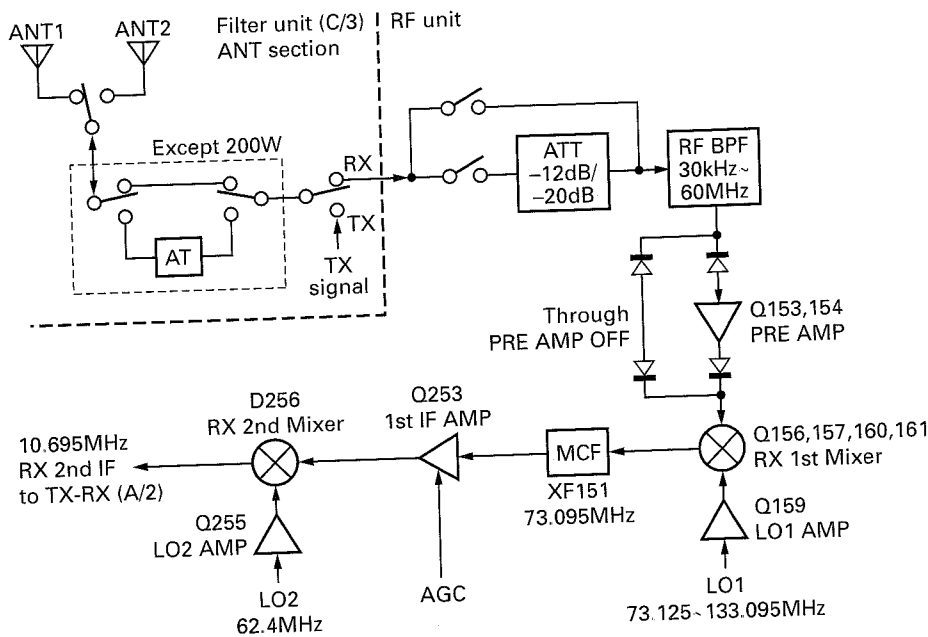 ANT1
ANT2
Filter unit (C/3)
ANT section
RF unit
Except 200W
RX
TX
TX
signal
AT
ATT
–12dB/
–20dB
RF BPF
30kHz~
60MHz
Through
PRE AMP OFF
Q153,154
PRE AMP
10.695MHz
RX 2nd IF
to TX-RX (A/2)
D256
RX 2nd Mixer
Q253
1st IF AMP
MCF
XF151
73.095MHz
Q156,157,160,161
RX 1st Mixer
Q159
LO1 AMP
Q255
LO2 AMP
LO2
62.4MHz
AGC
LO1
73.125~133.095MHz